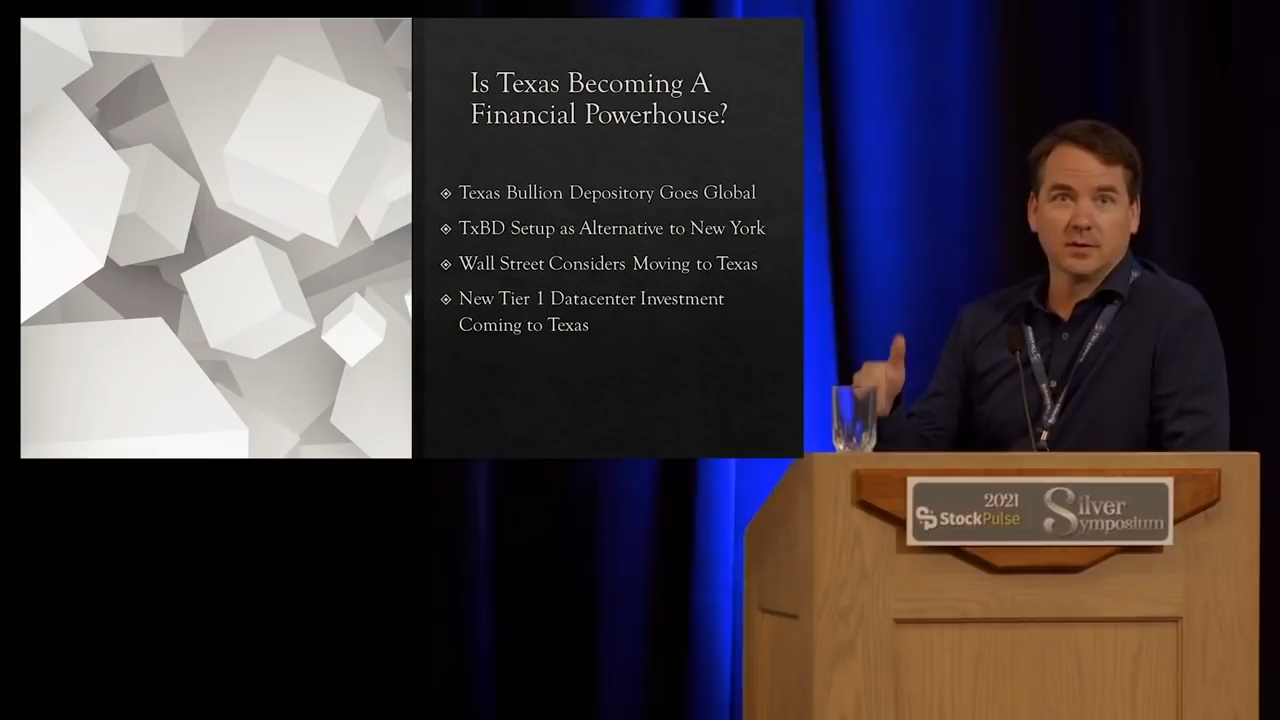 Is Texas Becoming A
Financial Powerhouse?
Texas Bullion Depository Goes Global
TxBD Setup as Alternative to New York
Wall Street Considers Moving to Texas
New Tier 1 Datacenter Investment
Coming to Texas
2021
StockPulse
Silver
Symposium